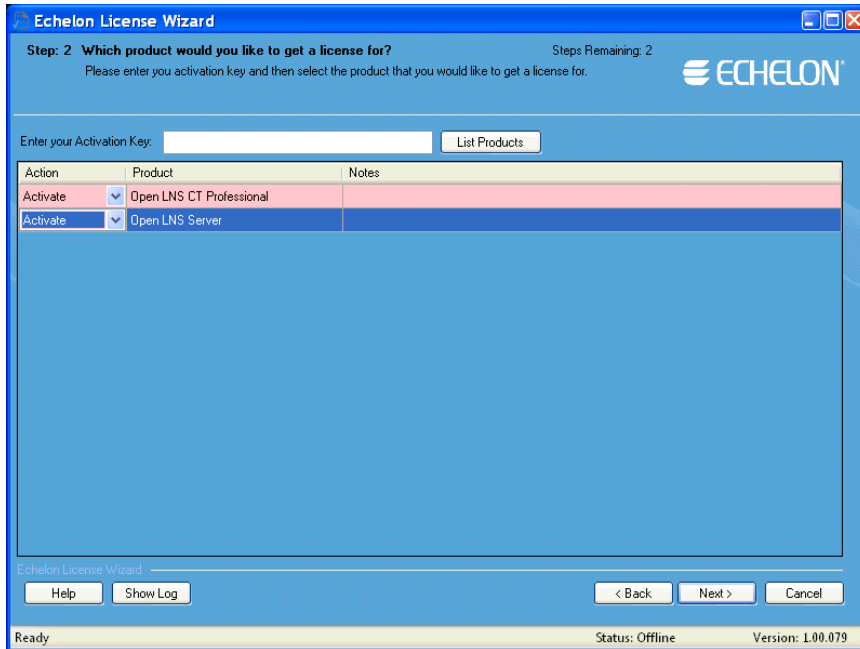 Echelon License Wizard
Step: 2 Which product would you like to get a license for? Steps Remaining: 2
Please enter you activation key and then select the product that you would like to get a license for.
ECHELON
Enter your Activation Key: List Products
Action Product Notes
Activate Open LNS CT Professional
Activate Open LNS Server
Echelon License Wizard
Help Show Log < Back Next > Cancel
Ready Status: Offline Version: 1.00.079